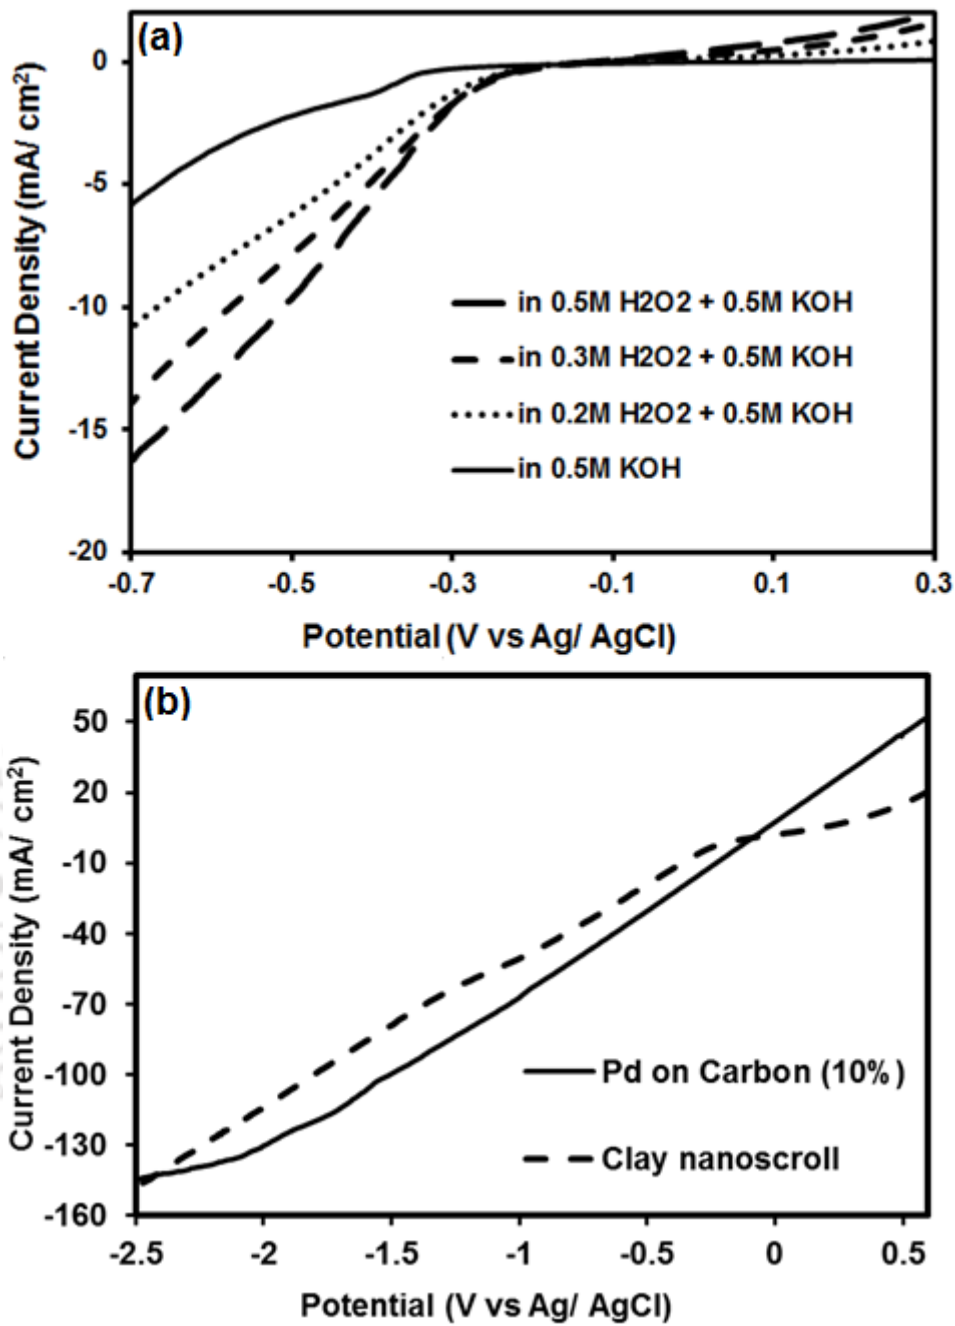 (a)
Current Density (mA/ cm²)
0
-5
-10
-15
-20
in 0.5M H2O2 + 0.5M KOH
in 0.3M H2O2 + 0.5M KOH
in 0.2M H2O2 + 0.5M KOH
in 0.5M KOH
-0.7 -0.5 -0.3 -0.1 0.1 0.3
Potential (V vs Ag/ AgCl)
(b)
Current Density (mA/ cm²)
50
20
-10
-40
-70
-100
-130
-160
Pd on Carbon (10%)
Clay nanoscroll
-2.5 -2 -1.5 -1 -0.5 0 0.5
Potential (V vs Ag/ AgCl)